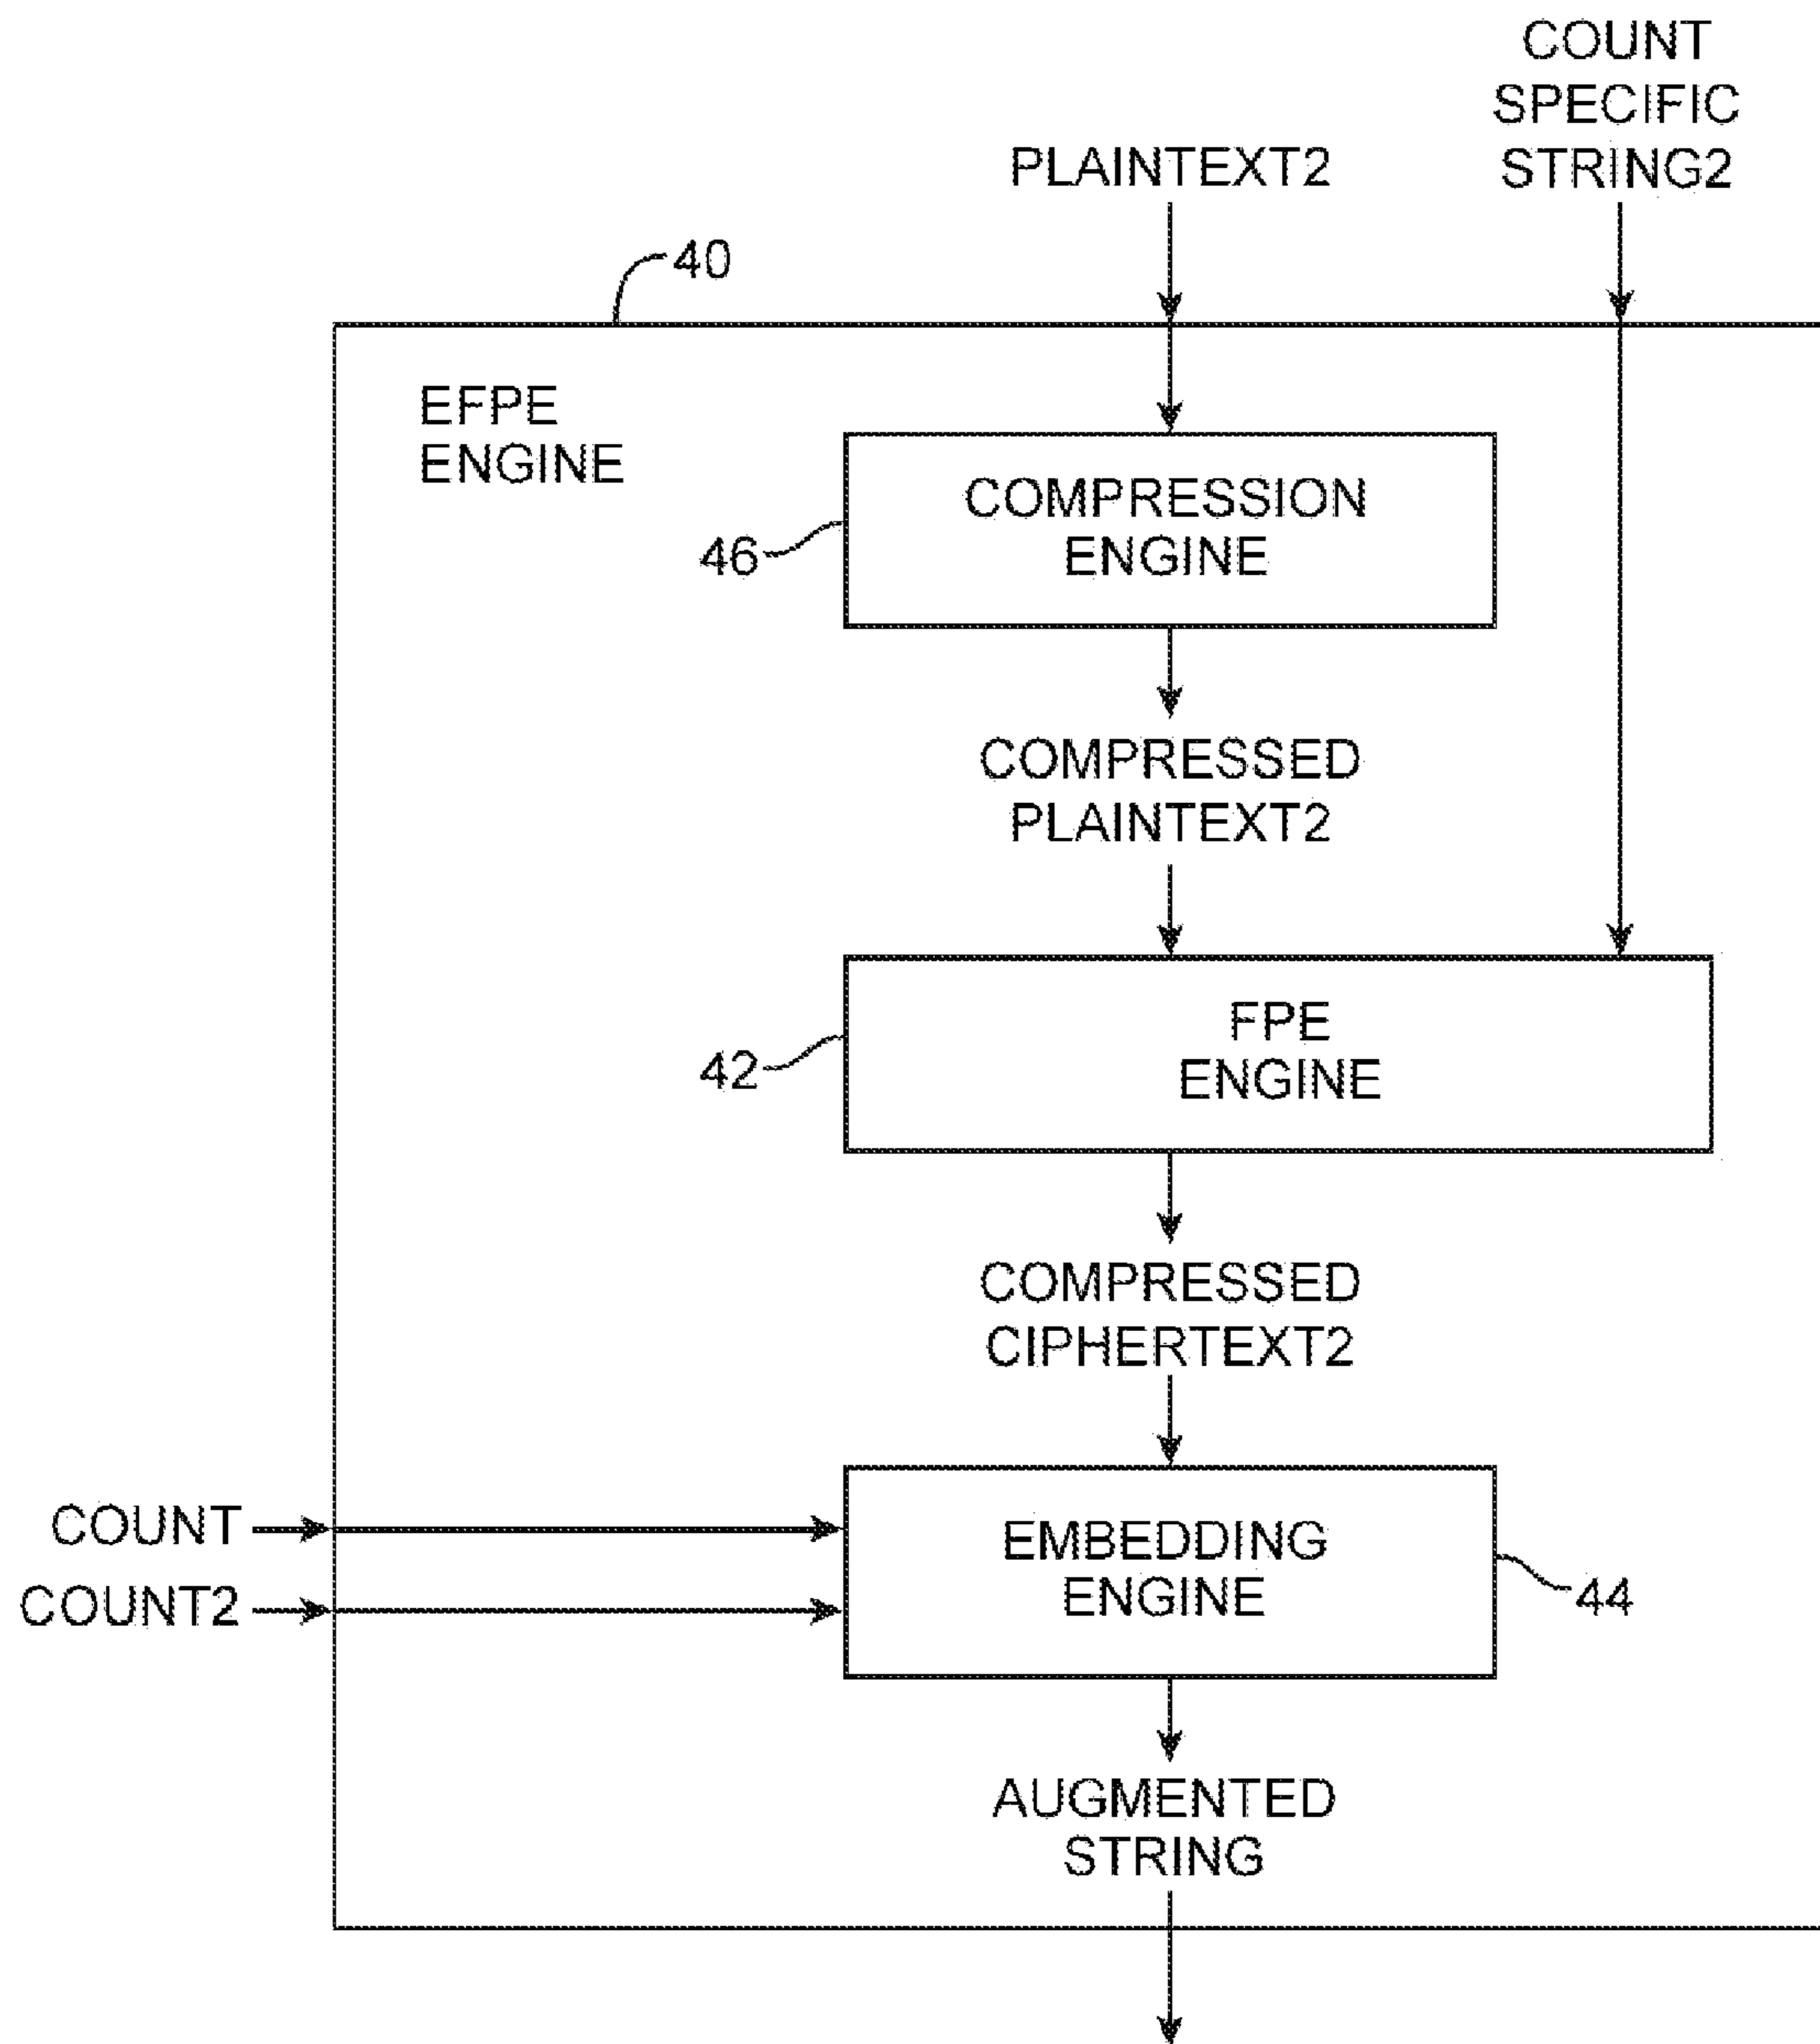 COUNT
SPECIFIC
STRING2
PLAINTEXT2
40
EFPE
ENGINE
COMPRESSION
ENGINE
46
COMPRESSED
PLAINTEXT2
FPE
ENGINE
42
COMPRESSED
CIPHERTEXT2
COUNT
COUNT2
EMBEDDING
ENGINE
44
AUGMENTED
STRING